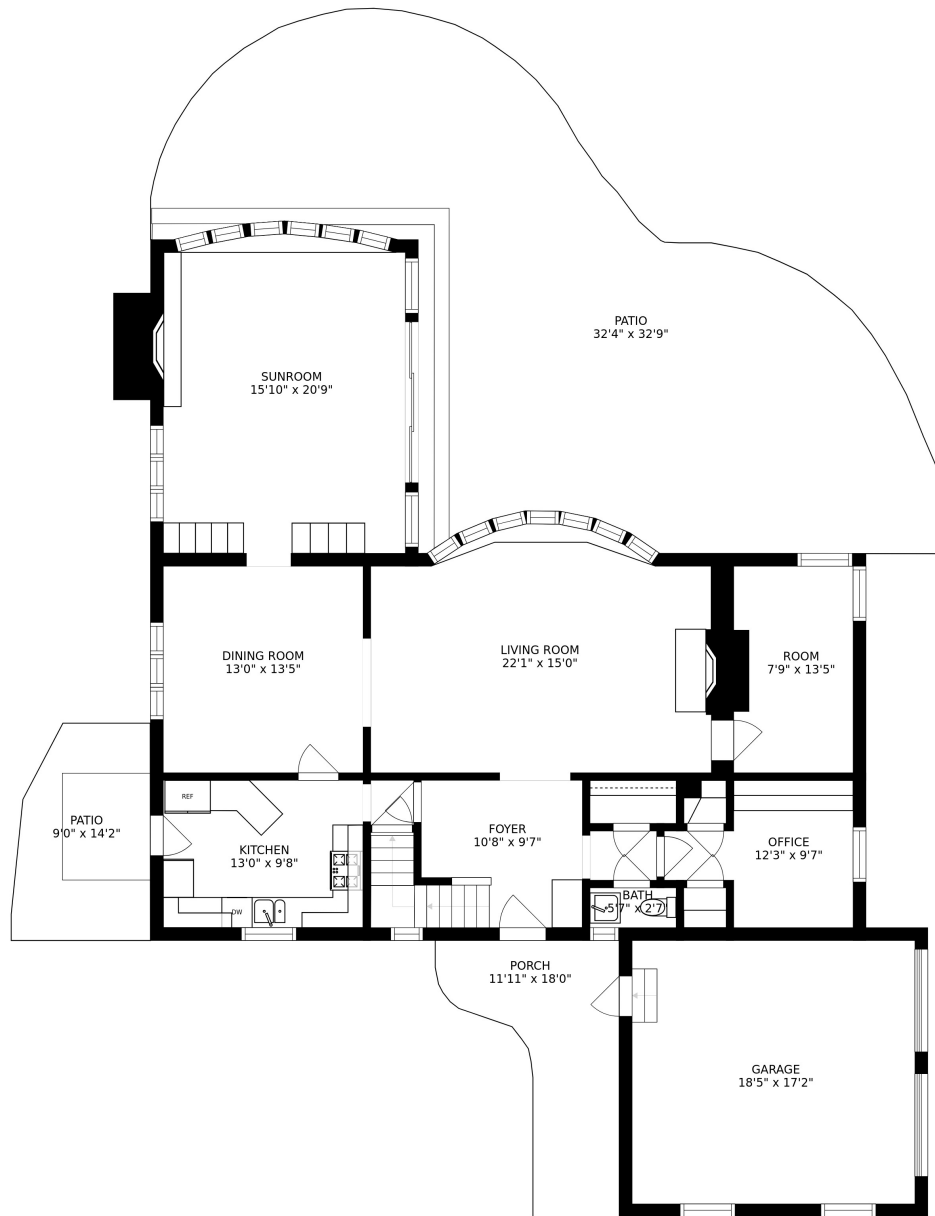 PATIO
32'4" x 32'9"
SUNROOM
15'10" x 20'9"
DINING ROOM
13'0" x 13'5"
LIVING ROOM
22'1" x 15'0"
ROOM
7'9" x 13'5"
REF
PATIO
9'0" x 14'2"
KITCHEN
13'0" x 9'8"
FOYER
10'8" x 9'7"
OFFICE
12'3" x 9'7"
DW
BATH
5'7" x 2'7"
PORCH
11'11" x 18'0"
GARAGE
18'5" x 17'2"